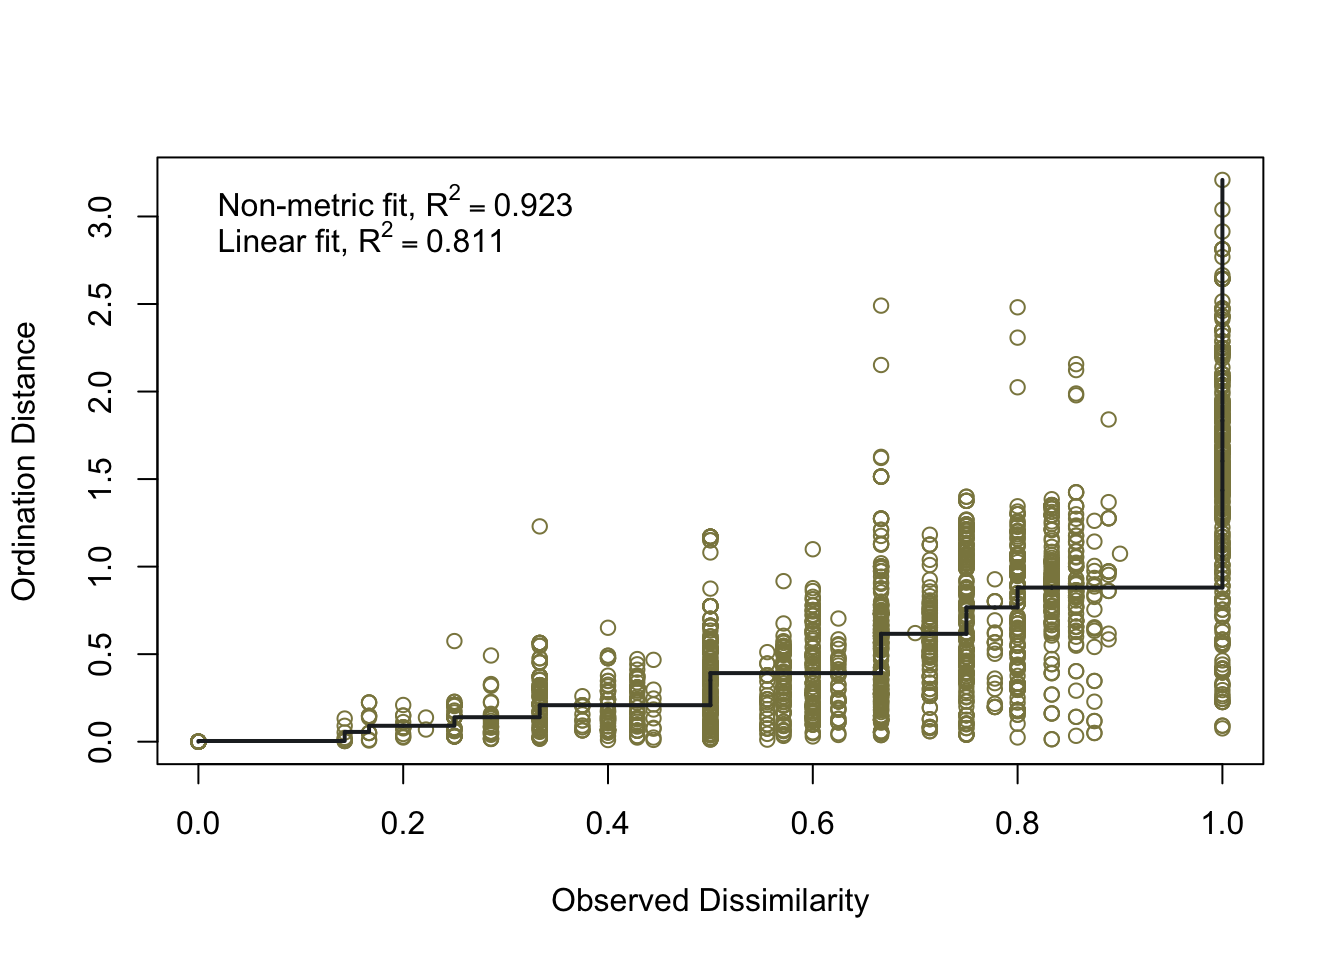 Non-metric fit, R² = 0.923
Linear fit, R² = 0.811
Ordination Distance
3.0
2.5
2.0
1.5
1.0
0.5
0.0
0.0 0.2 0.4 0.6 0.8 1.0
Observed Dissimilarity